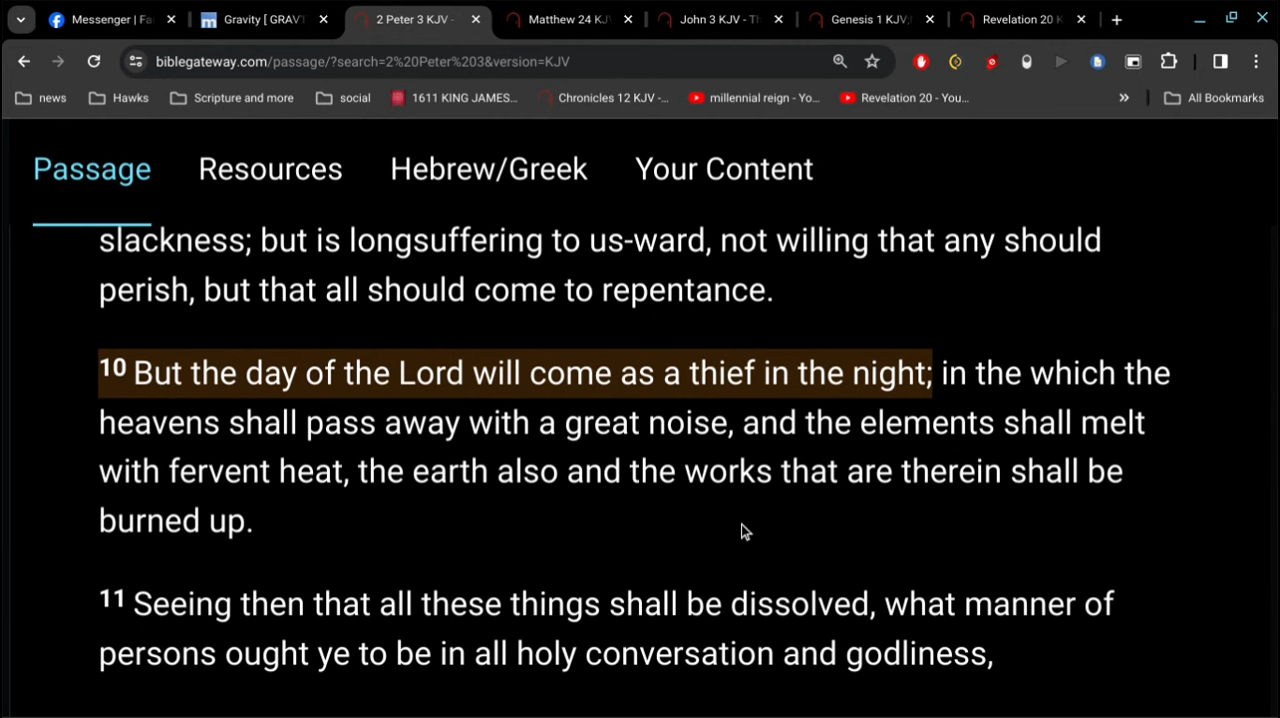 Messenger | Fa
Gravity [ GRAV'
2 Peter 3 KJV -
Matthew 24 KJ
John 3 KJV - T
Genesis 1 KJV;
Revelation 20 K
biblegateway.com/passage/?search=2%20Peter%203&version=KJV
news
Hawks
Scripture and more
social
1611 KING JAMES...
Chronicles 12 KJV -...
millennial reign - Yo...
Revelation 20 - You...
»
All Bookmarks
Passage
Resources
Hebrew/Greek
Your Content
slackness; but is longsuffering to us-ward, not willing that any should
perish, but that all should come to repentance.
10 But the day of the Lord will come as a thief in the night; in the which the
heavens shall pass away with a great noise, and the elements shall melt
with fervent heat, the earth also and the works that are therein shall be
burned up.
11 Seeing then that all these things shall be dissolved, what manner of
persons ought ye to be in all holy conversation and godliness,